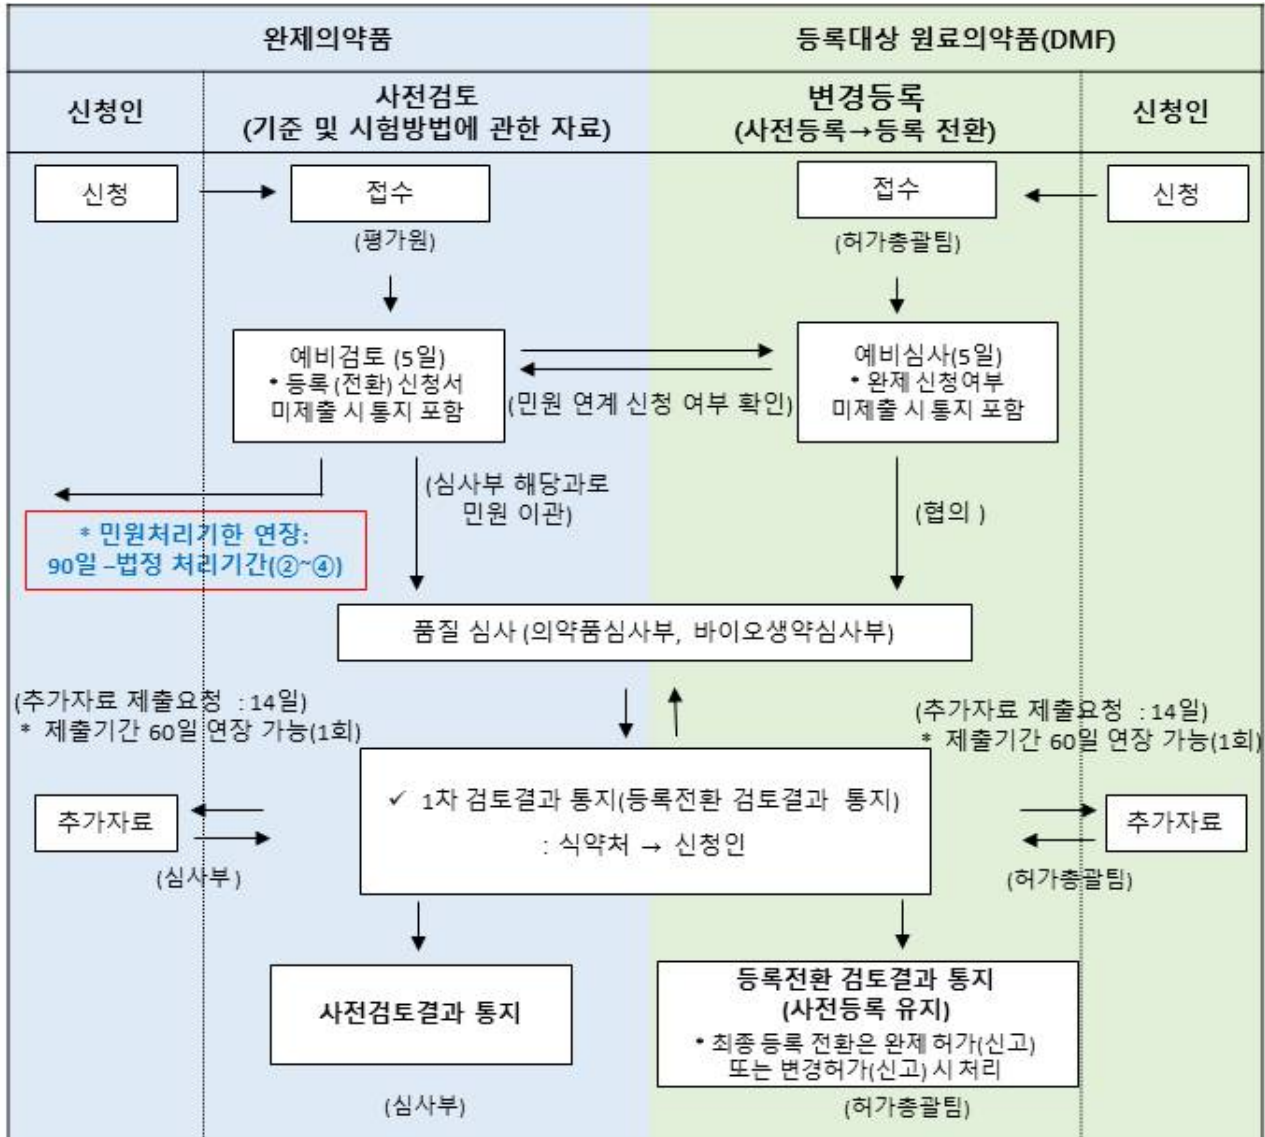 완제의약품
등록대상 원료의약품(DMF)
신청인
사전검토
(기준 및 시험방법에 관한 자료)
변경등록
(사전등록→등록 전환)
신청인
신청
접수
(평가원)
접수
(허가총괄팀)
신청
예비검토 (5일)
* 등록 (전환) 신청서
미제출 시 통지 포함
(민원 연계 신청 여부 확인)
예비심사(5일)
* 완제 신청여부
미제출 시 통지 포함
(심사부 해당과로
민원 이관)
(협의 )
* 민원처리기한 연장:
90일 –법정 처리기간(②~④)
품질 심사 (의약품심사부, 바이오생약심사부)
(추가자료 제출요청 : 14일)
* 제출기간 60일 연장 가능(1회)
(추가자료 제출요청 : 14일)
* 제출기간 60일 연장 가능(1회)
추가자료
(심사부 )
✓ 1차 검토결과 통지(등록전환 검토결과 통지)
: 식약처 → 신청인
추가자료
(허가총괄팀)
사전검토결과 통지
(심사부)
등록전환 검토결과 통지
(사전등록 유지)
* 최종 등록 전환은 완제 허가(신고)
또는 변경허가(신고) 시 처리
(허가총괄팀)